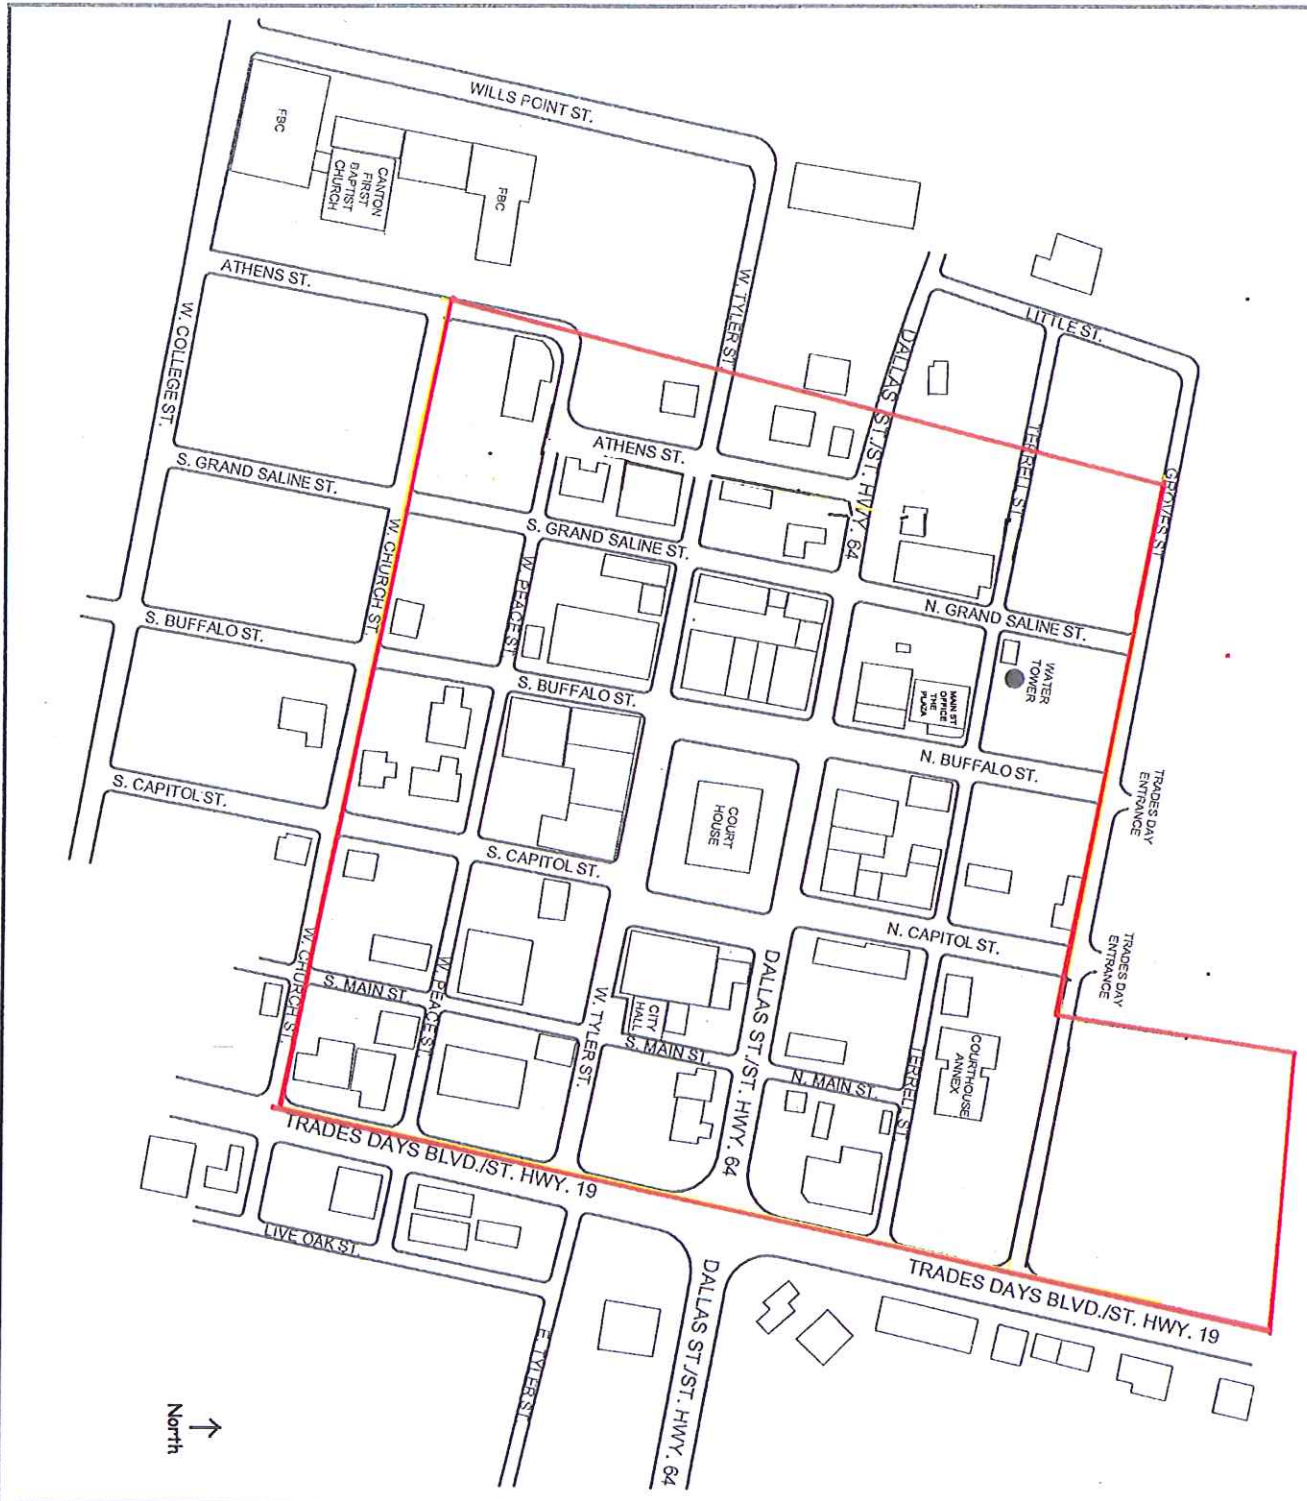 WILLS POINT ST.
FBC
CANTON
FIRST
BAPTIST
CHURCH
FBC
ATHENS ST.
W. COLLEGE ST.
W. TYLER ST.
LITTLE ST.
DALLAS ST./ST. HWY. 64
TERRELL ST.
GROVES ST
ATHENS ST.
S. GRAND SALINE ST.
S. GRAND SALINE ST.
W. CHURCH ST.
W. PEACE ST.
N. GRAND SALINE ST.
WATER
TOWER
MAIN ST
OFFICE
THE
PLAZA
S. BUFFALO ST.
S. BUFFALO ST.
N. BUFFALO ST.
TRADES DAY
ENTRANCE
COURT
HOUSE
S. CAPITOL ST.
S. CAPITOL ST.
N. CAPITOL ST.
TRADES DAY
ENTRANCE
W. CHURCH ST.
S. MAIN ST.
W. PEACE ST.
W. TYLER ST.
CITY
HALL
S. MAIN ST.
DALLAS ST./ST. HWY. 64
N. MAIN ST.
TERRELL ST
COURTHOUSE
ANNEX
TRADES DAYS BLVD./ST. HWY. 19
LIVE OAK ST.
TRADES DAYS BLVD./ST. HWY. 19
E TYLER ST.
DALLAS ST./ST. HWY. 64
North